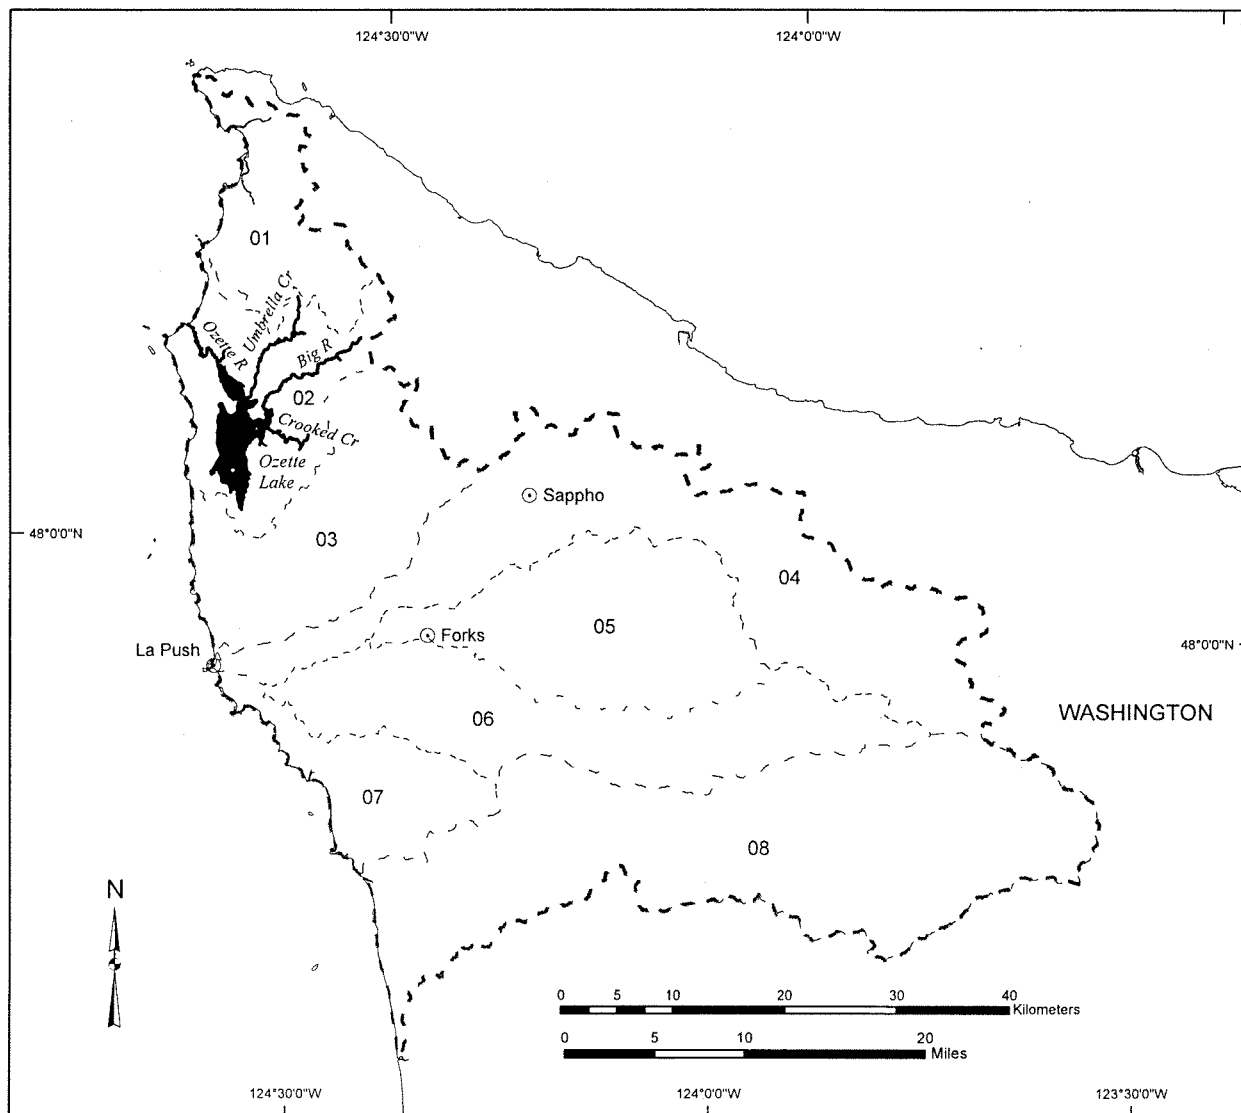 124°30'0"W
124°0'0"W
01
Umbrella Cr
Ozette R
Big R
02
Crooked Cr
Ozette
Lake
Sappho
48°0'0"N
03
04
05
Forks
La Push
48°0'0"N
06
WASHINGTON
07
08
N
0 5 10 20 30 40
Kilometers
0 5 10 20
Miles
124°30'0"W
124°0'0"W
123°30'0"W